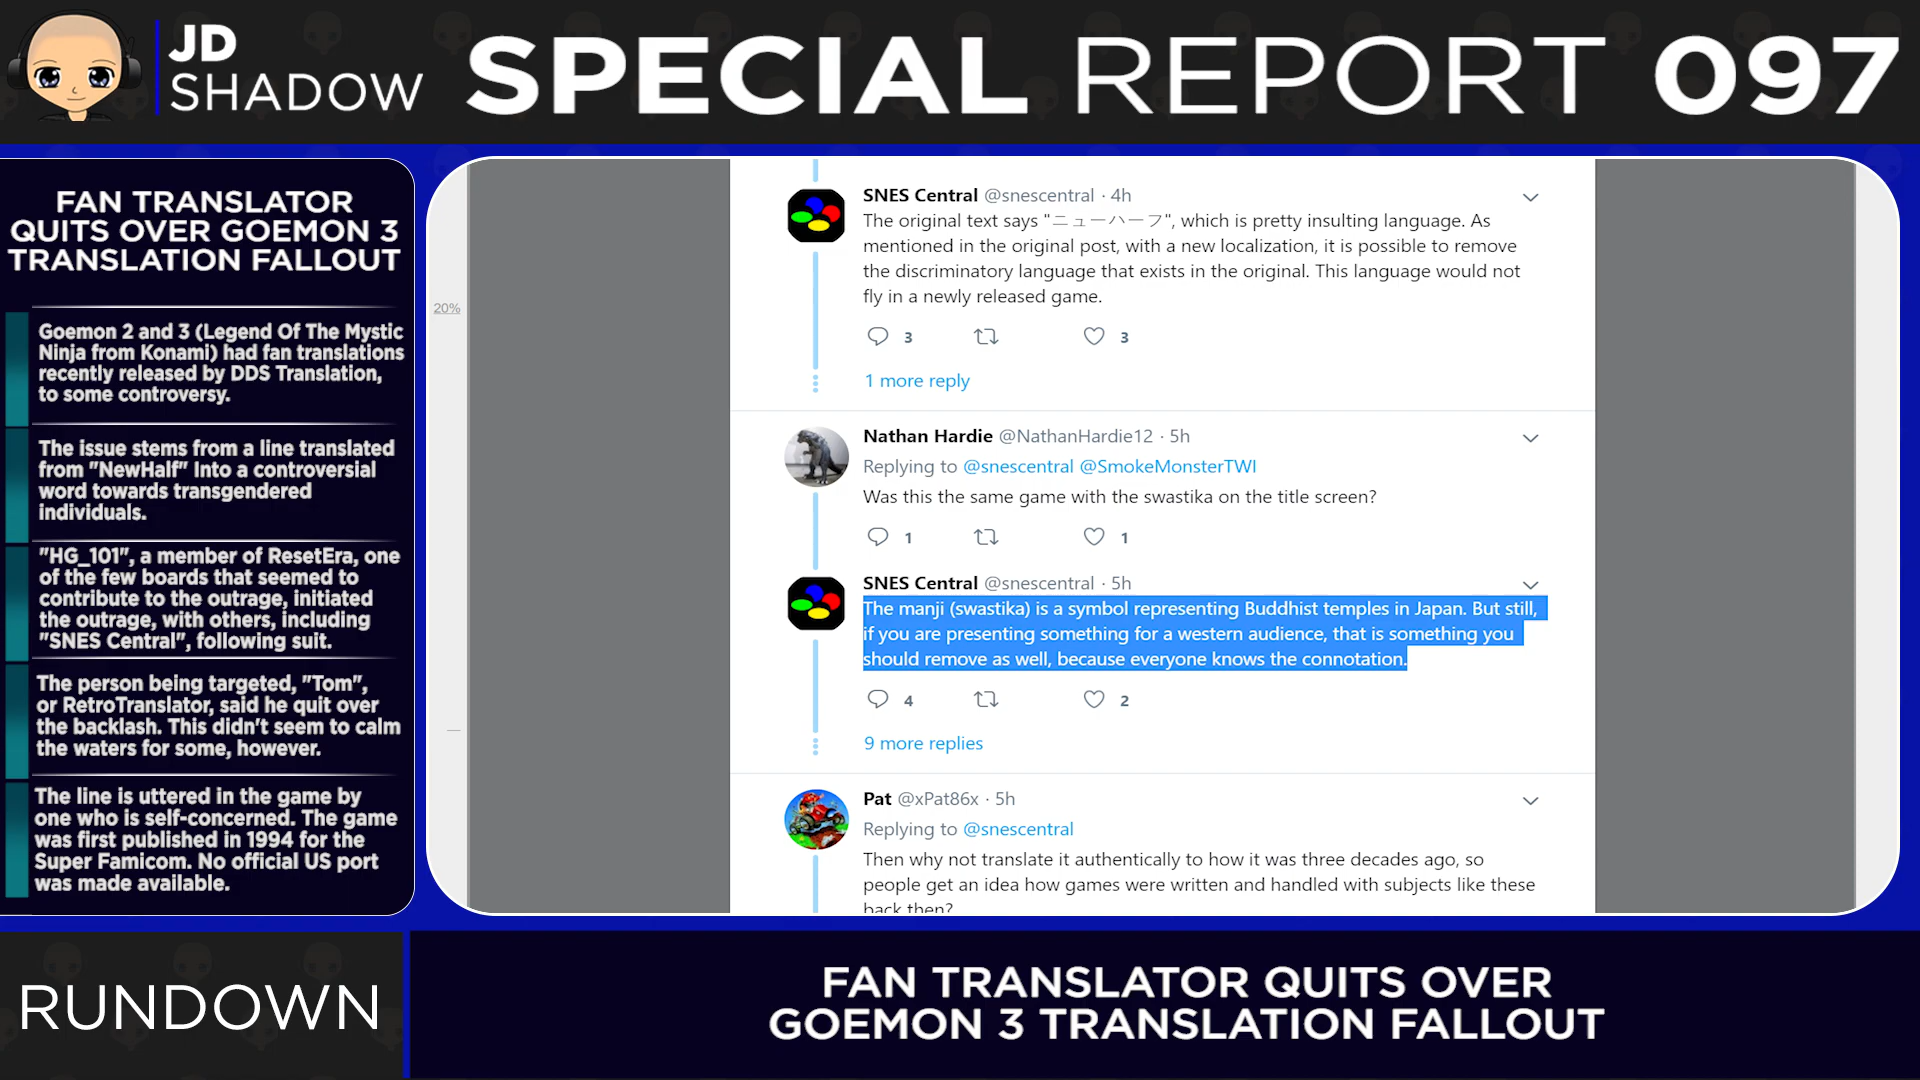 JD
SHADOW
SPECIAL REPORT 097
FAN TRANSLATOR
QUITS OVER GOEMON 3
TRANSLATION FALLOUT
Goemon 2 and 3 (Legend Of The Mystic
Ninja from Konami) had fan translations
recently released by DDS Translation,
to some controversy.
The issue stems from a line translated
from "NewHalf" Into a controversial
word towards transgendered
individuals.
"HG_101", a member of ResetEra, one
of the few boards that seemed to
contribute to the outrage, initiated
the outrage, with others, including
"SNES Central", following suit.
The person being targeted, "Tom",
or RetroTranslator, said he quit over
the backlash. This didn't seem to calm
the waters for some, however.
The line is uttered in the game by
one who is self-concerned. The game
was first published in 1994 for the
Super Famicom. No official US port
was made available.
20%
SNES Central @snescentral · 4h
The original text says "ニューハーフ", which is pretty insulting language. As
mentioned in the original post, with a new localization, it is possible to remove
the discriminatory language that exists in the original. This language would not
fly in a newly released game.
3 3
1 more reply
Nathan Hardie @NathanHardie12 · 5h
Replying to @snescentral @SmokeMonsterTWI
Was this the same game with the swastika on the title screen?
1 1
SNES Central @snescentral · 5h
The manji (swastika) is a symbol representing Buddhist temples in Japan. But still,
if you are presenting something for a western audience, that is something you
should remove as well, because everyone knows the connotation.
4 2
9 more replies
Pat @xPat86x · 5h
Replying to @snescentral
Then why not translate it authentically to how it was three decades ago, so
people get an idea how games were written and handled with subjects like these
back then?
RUNDOWN
FAN TRANSLATOR QUITS OVER
GOEMON 3 TRANSLATION FALLOUT